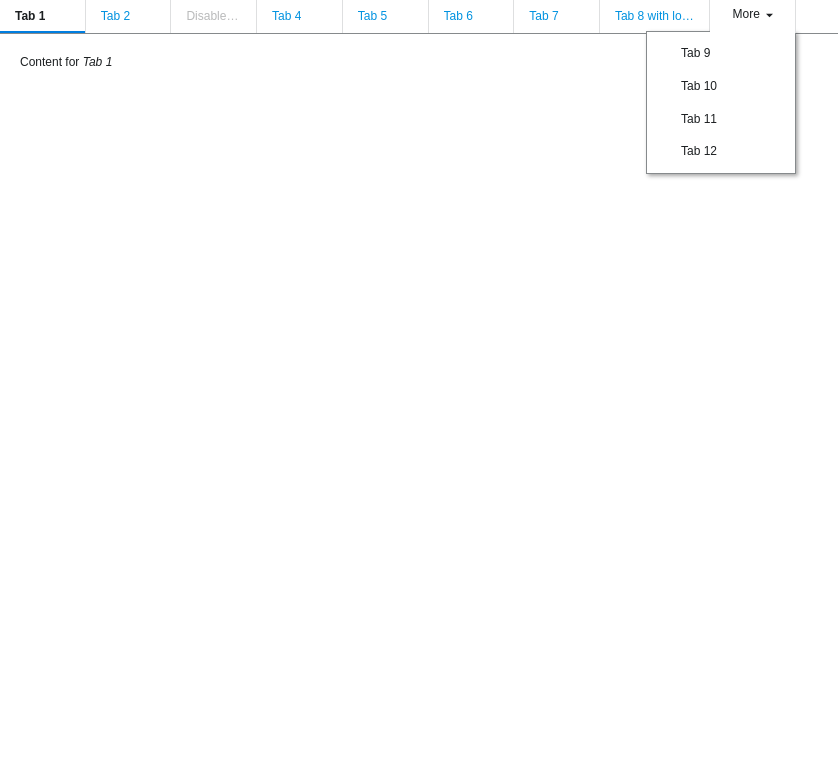 Tab 1 Tab 2 Disable… Tab 4 Tab 5 Tab 6 Tab 7 Tab 8 with lo… More
Content for Tab 1
Tab 9
Tab 10
Tab 11
Tab 12